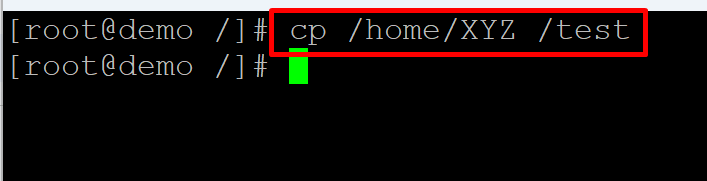 [root@demo /]# cp /home/XYZ /test
[root@demo /]#